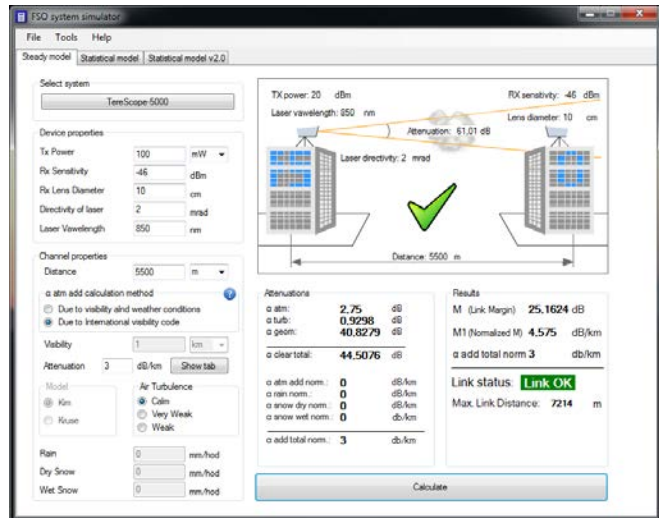 FSO system simulator
File Tools Help
Steady model Statistical model Statistical model v2.0
Select system
TereScope 5000
Device properties
Tx Power 100 mW
Rx Sensitivity -46 dBm
Rx Lens Diameter 10 cm
Directivity of laser 2 mrad
Laser Vawelength 850 nm
Channel properties
Distance 5500 m
α atm add calculation method
Due to visibility alnd weather conditions
Due to International visibility code
Visibility 1 km
Attenuation 3 dB/km Show tab
Model
Kim
Kruse
Air Turbulence
Calm
Very Weak
Weak
Rain 0 mm/hod
Dry Snow 0 mm/hod
Wet Snow 0 mm/hod
TX power: 20 dBm
Laser vawelength: 850 nm
RX sensitivity: -46 dBm
Lens diameter: 10 cm
Attenuation: 61,01 dB
Laser directivity: 2 mrad
Distance: 5500 m
Attenuations
α atm: 2,75 dB
α turb: 0,9298 dB
α geom: 40,8279 dB
α clear total: 44,5076 dB
α atm add norm.: 0 dB/km
α rain norm.: 0 dB/km
α snow dry norm.: 0 dB/km
α snow wet norm.: 0 db/km
α add total norm.: 3 db/km
Results
M (Link Margin) 25,1624 dB
M1 (Normalized M) 4,575 dB/km
α add total norm 3 db/km
Link status: Link OK
Max. Link Distance: 7214 m
Calculate